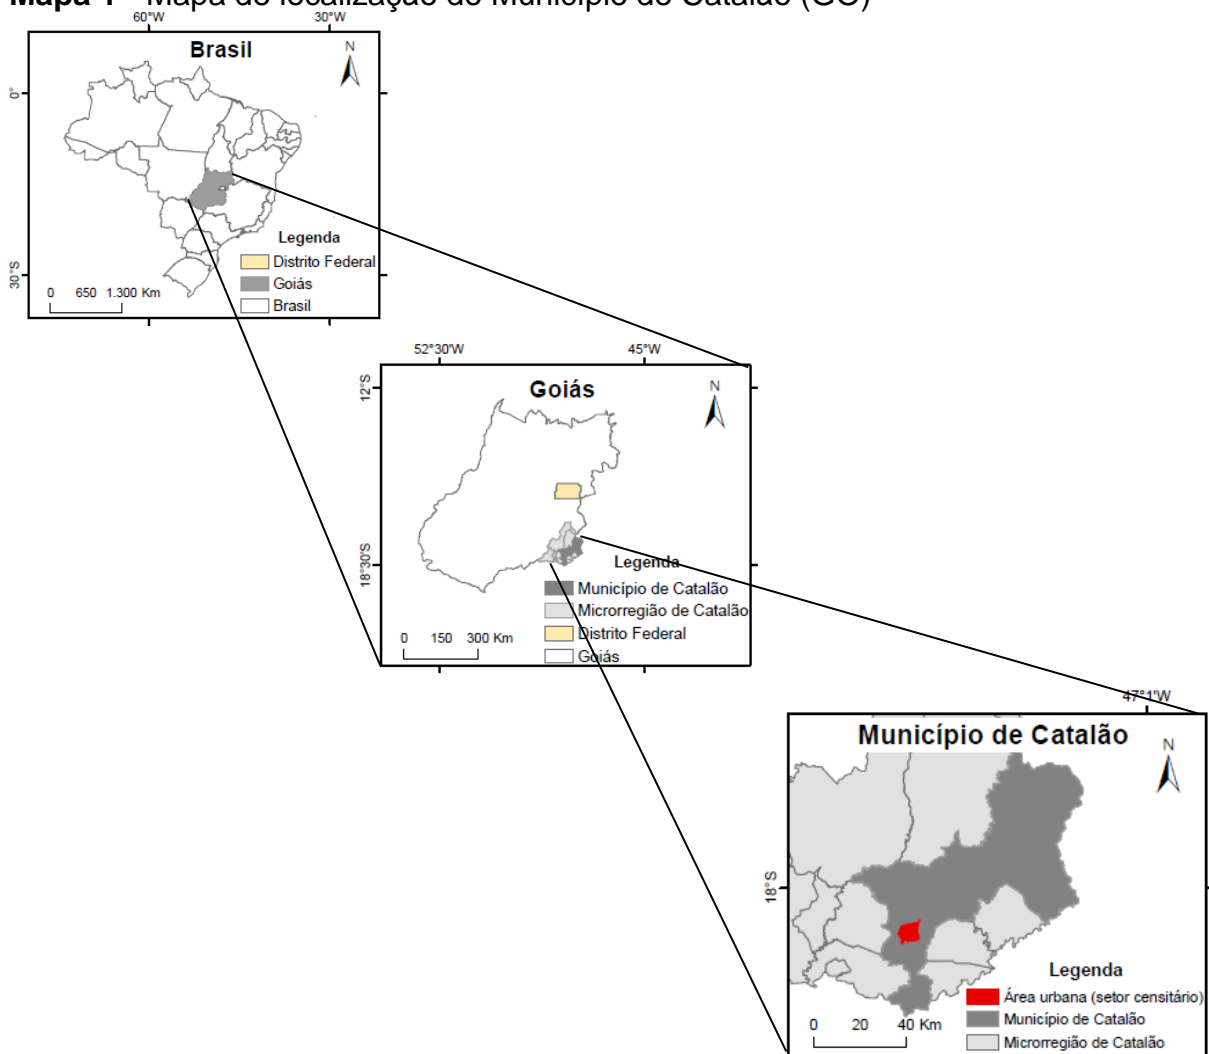 Mapa 1 - Mapa de localização do Município de Catalão (GO)
60°W 30°W
Brasil
N
0°
30°S
Legenda
Distrito Federal
Goiás
Brasil
0 650 1.300 Km
52°30'W 45°W
Goiás
N
12°S
18°30'S
Legenda
Município de Catalão
Microrregião de Catalão
Distrito Federal
Goiás
0 150 300 Km
47°1'W
Município de Catalão
N
18°S
Legenda
Área urbana (setor censitário)
Município de Catalão
Microrregião de Catalão
0 20 40 Km